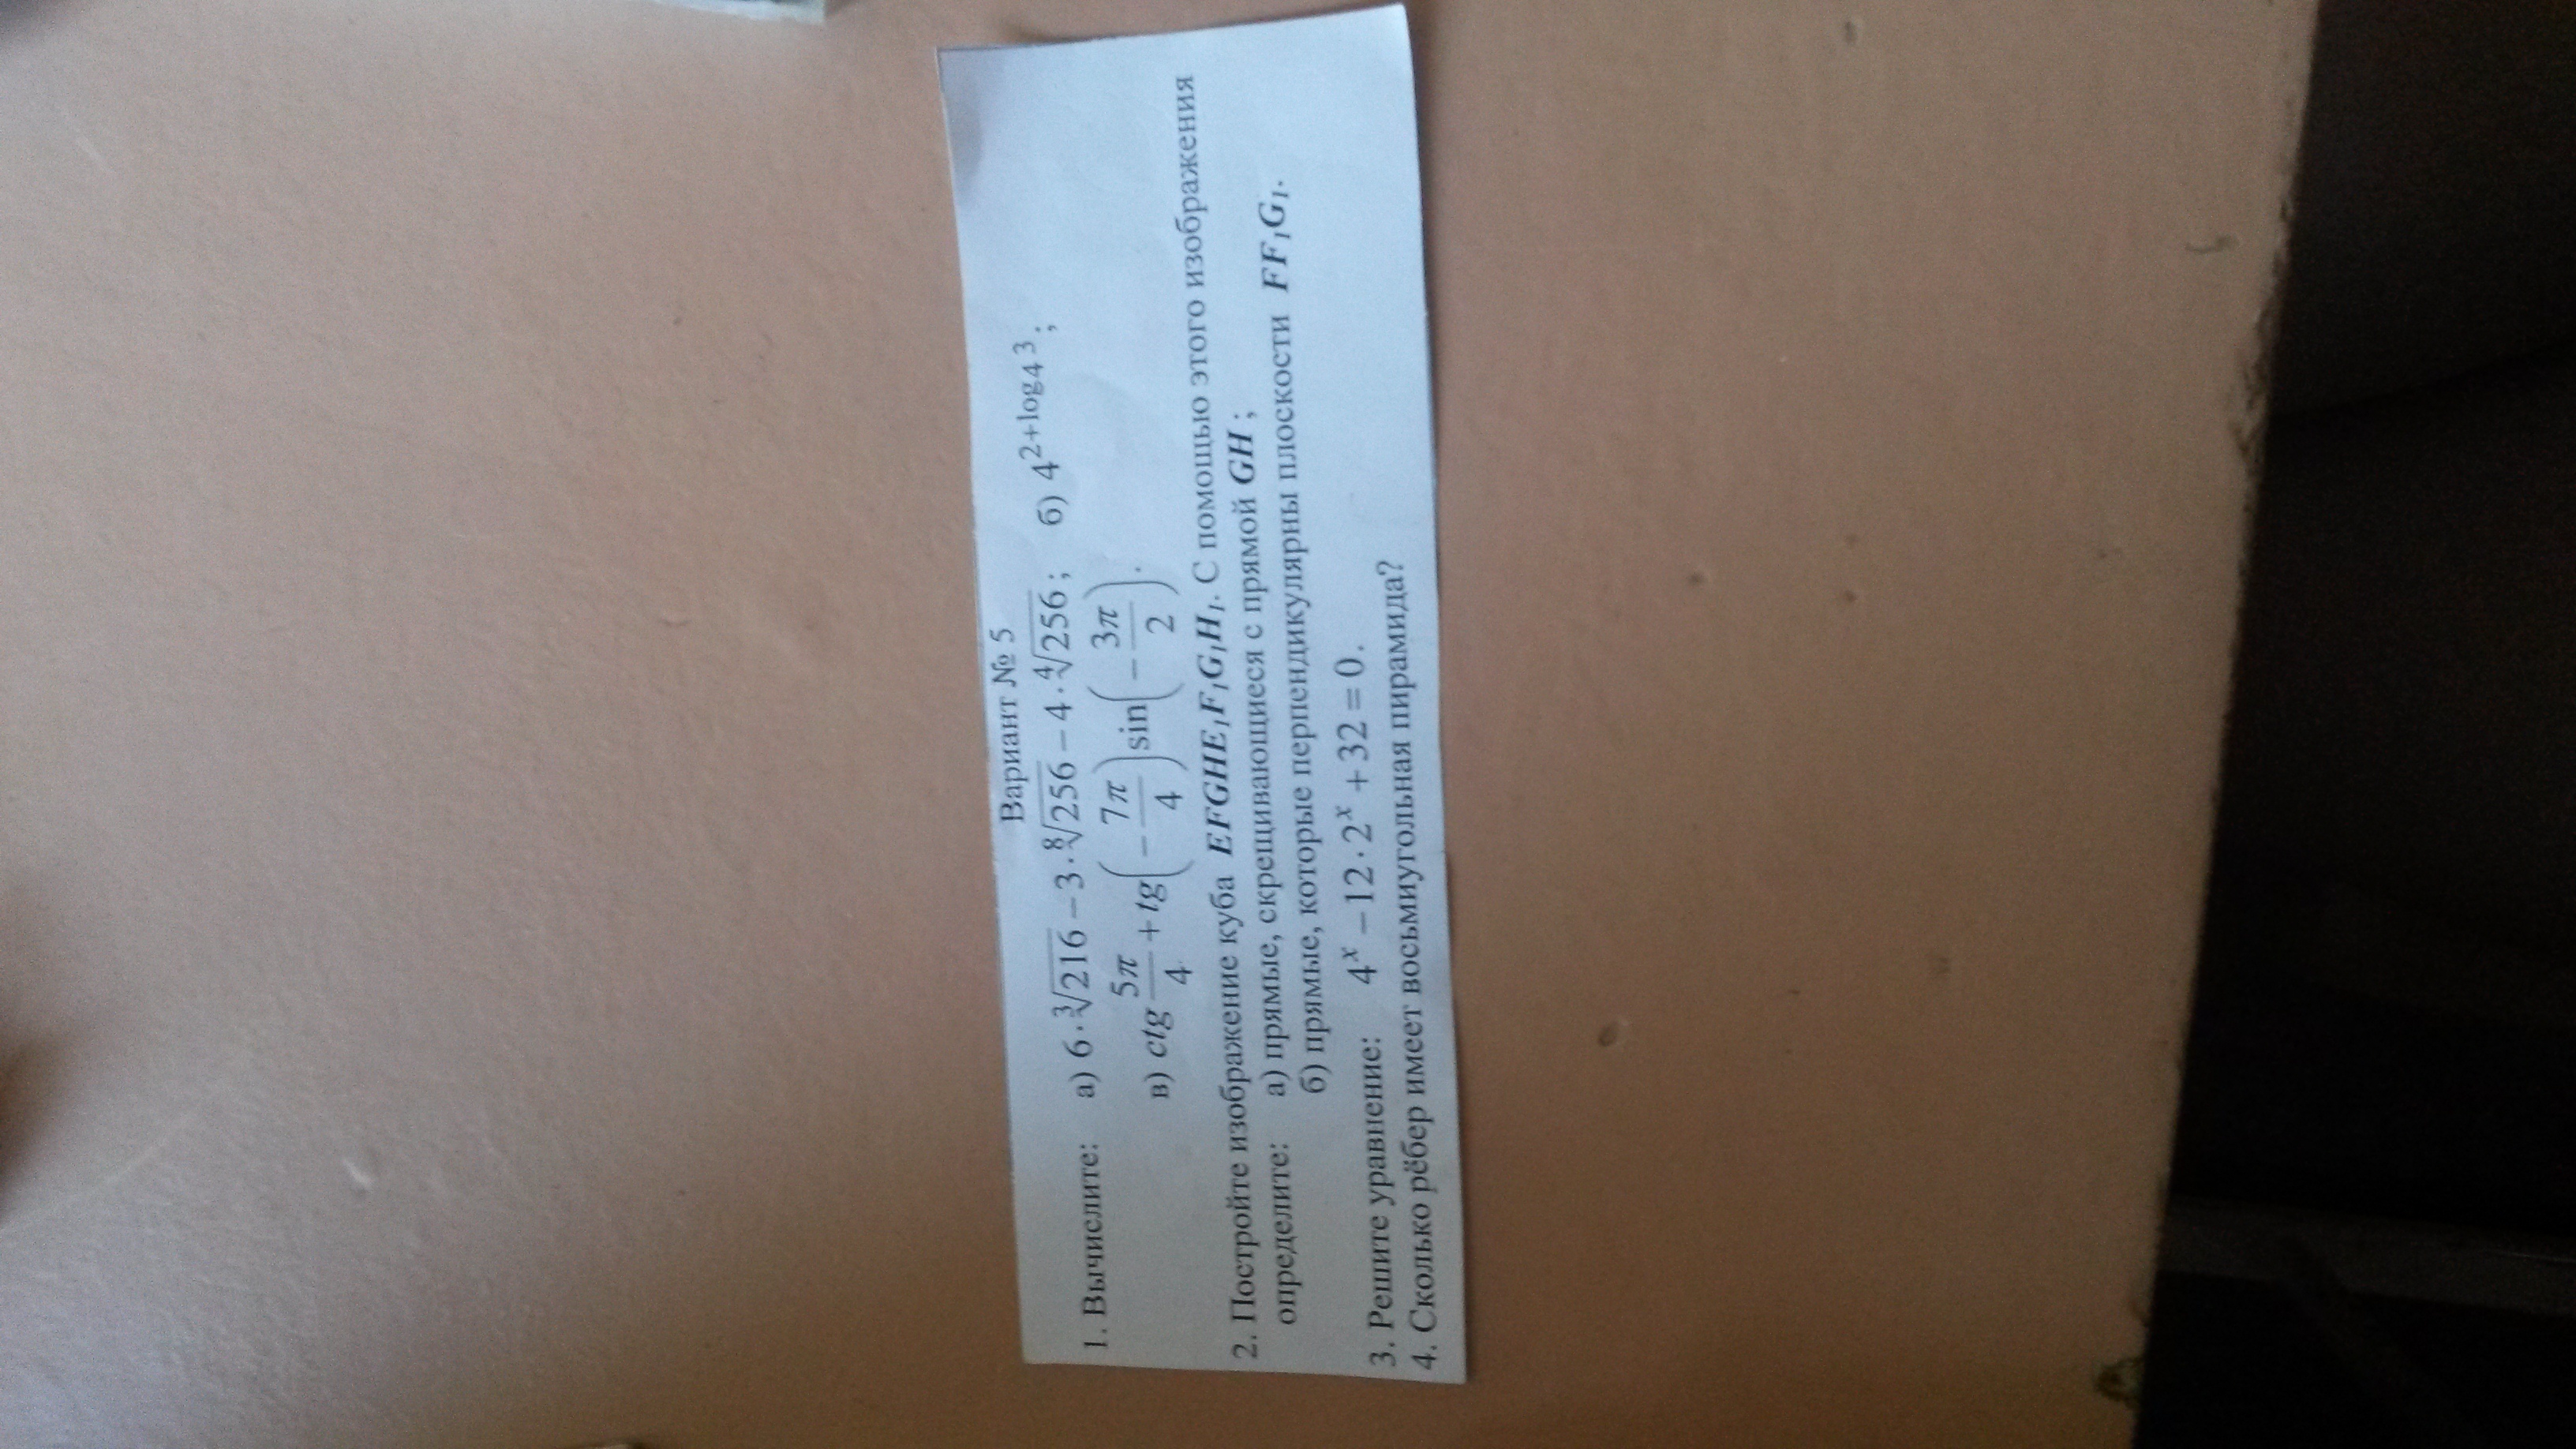 Вариант № 5
1. Вычислите: а) 6·∛216 − 3·⁸√256 − 4·⁴√256; б) 4^(2+log₄3);
в) ctg 5π/4 + tg(−7π/4)sin(−3π/2).
2. Постройте изображение куба EFGHE₁F₁G₁H₁. С помощью этого изображения
определите: а) прямые, скрещивающиеся с прямой GH;
б) прямые, которые перпендикулярны плоскости FF₁G₁.
3. Решите уравнение: 4ˣ − 12·2ˣ + 32 = 0.
4. Сколько рёбер имеет восьмиугольная пирамида?